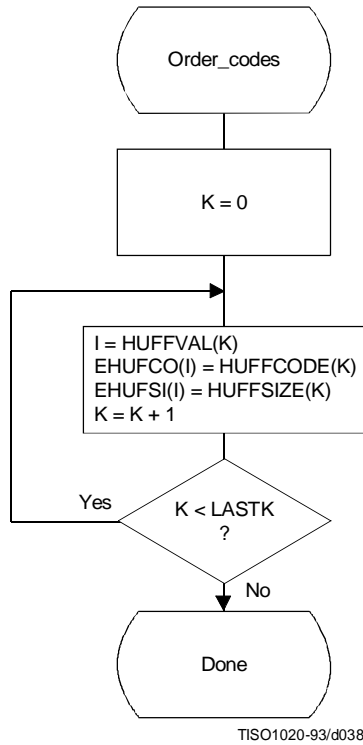 Order_codes
K = 0
I = HUFFVAL(K)
EHUFCO(I) = HUFFCODE(K)
EHUFSI(I) = HUFFSIZE(K)
K = K + 1
Yes
K < LASTK
?
No
Done
TISO1020-93/d038